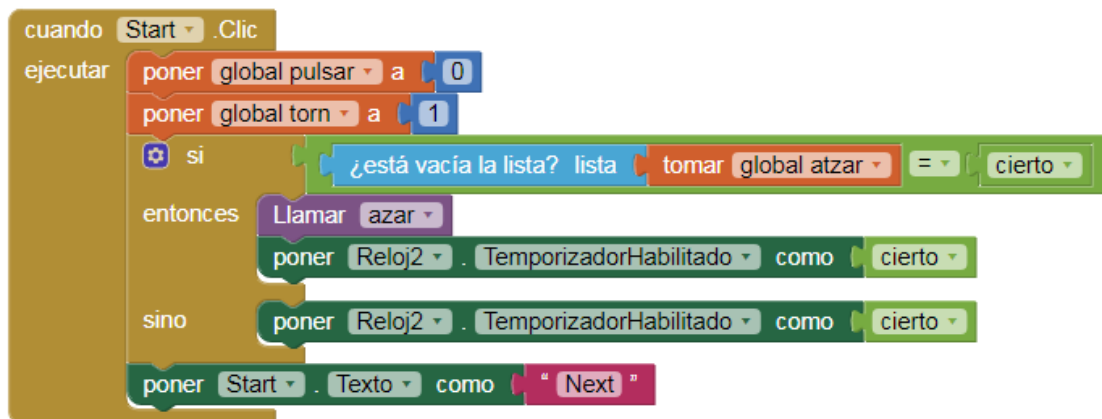 cuando Start .Clic
ejecutar poner global pulsar a 0
poner global torn a 1
si ¿está vacía la lista? lista tomar global atzar = cierto
entonces Llamar azar
poner Reloj2 . TemporizadorHabilitado como cierto
sino poner Reloj2 . TemporizadorHabilitado como cierto
poner Start . Texto como " Next "